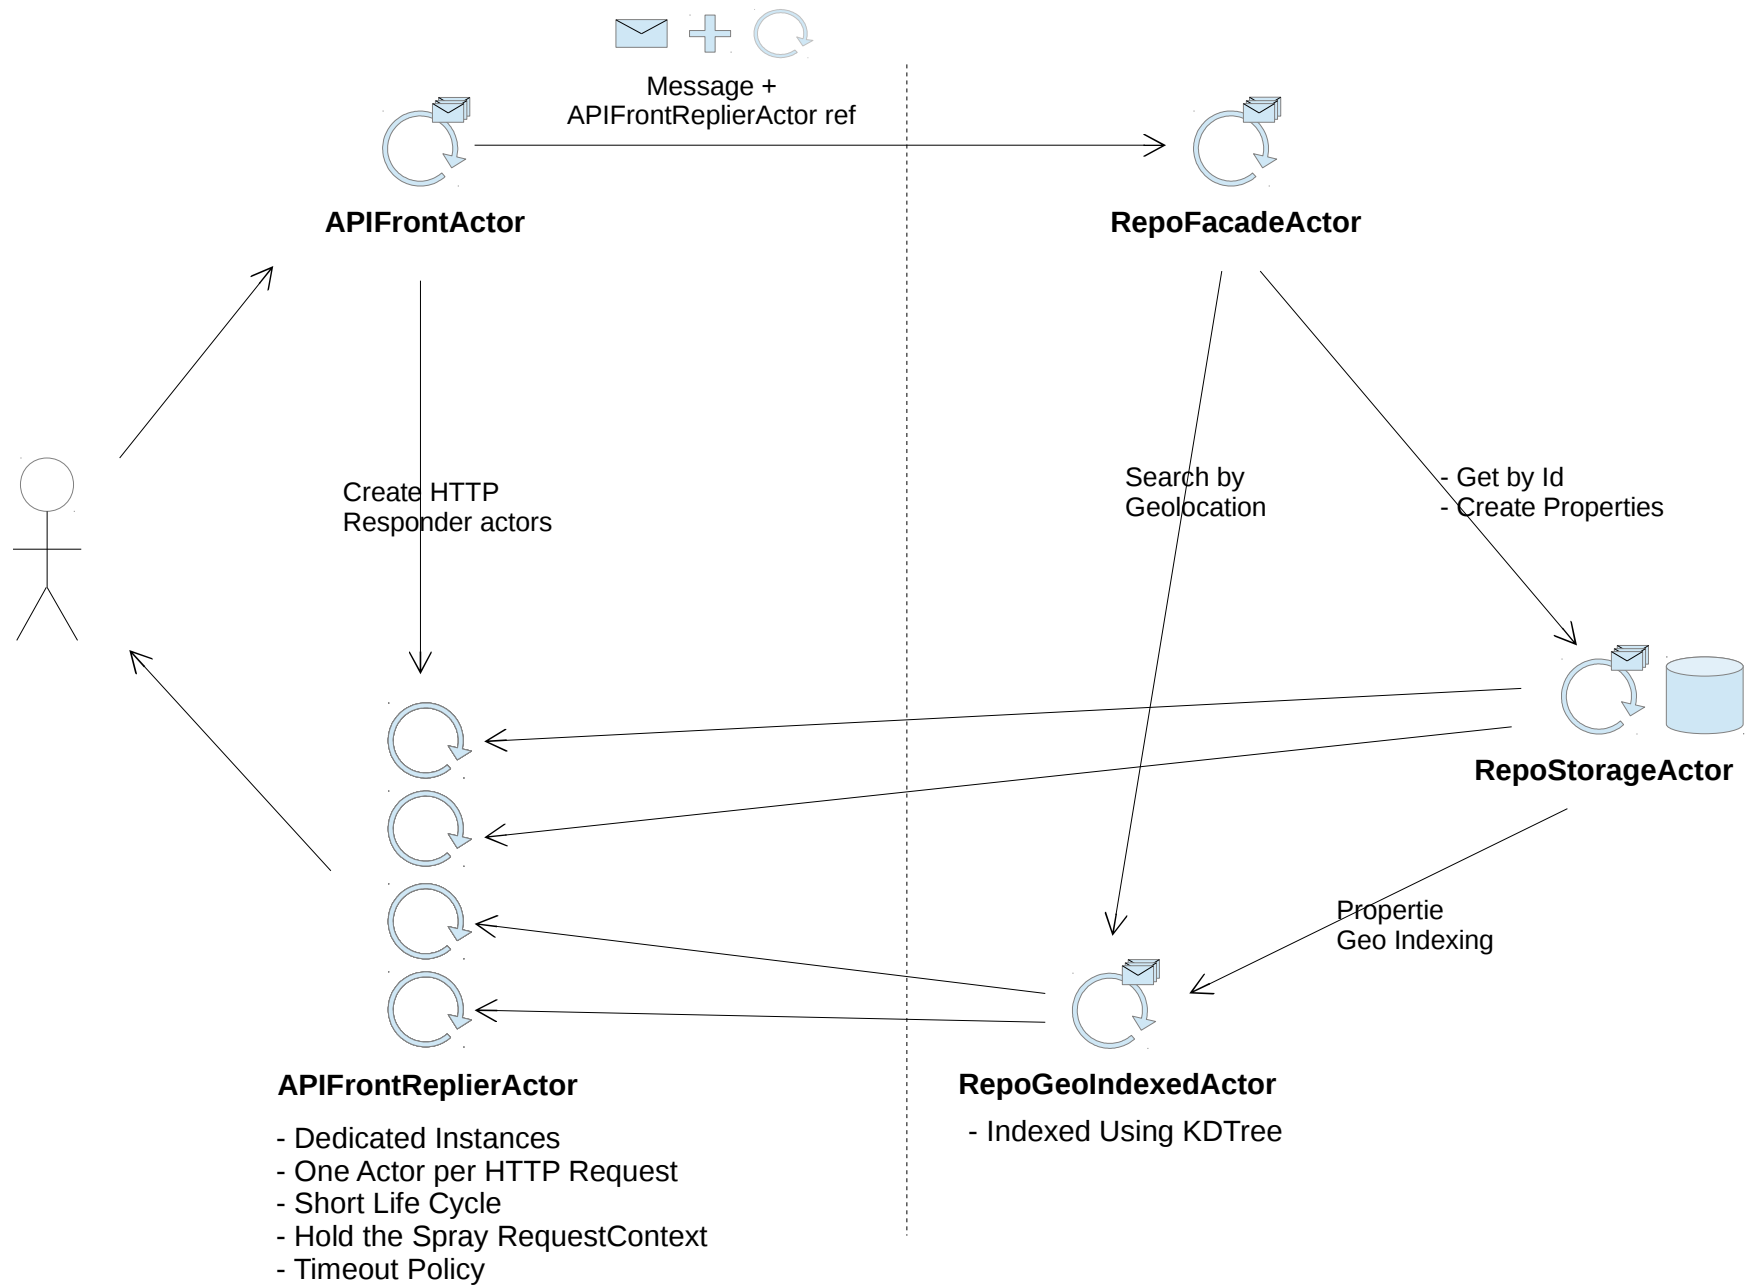 Message +
APIFrontReplierActor ref
APIFrontActor
RepoFacadeActor
Create HTTP
Responder actors
Search by
Geolocation
- Get by Id
- Create Properties
RepoStorageActor
Propertie
Geo Indexing
APIFrontReplierActor
- Dedicated Instances
- One Actor per HTTP Request
- Short Life Cycle
- Hold the Spray RequestContext
- Timeout Policy
RepoGeoIndexedActor
- Indexed Using KDTree